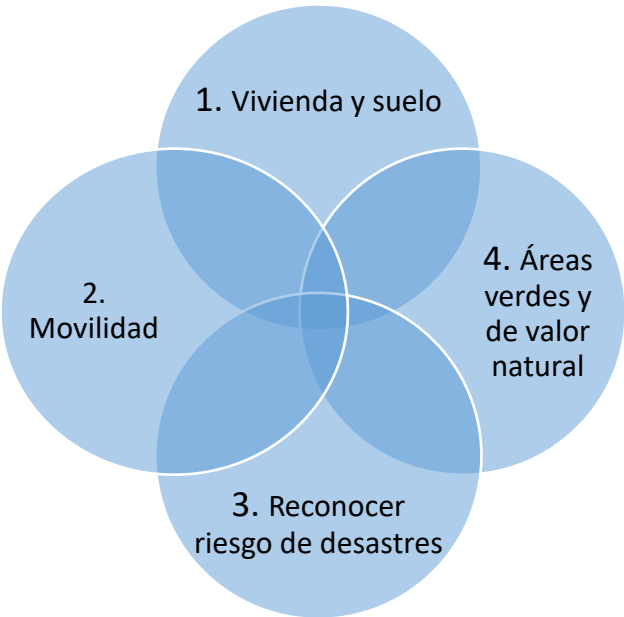 1. Vivienda y suelo
2.
Movilidad
3. Reconocer
riesgo de desastres
4. Áreas
verdes y
de valor
natural